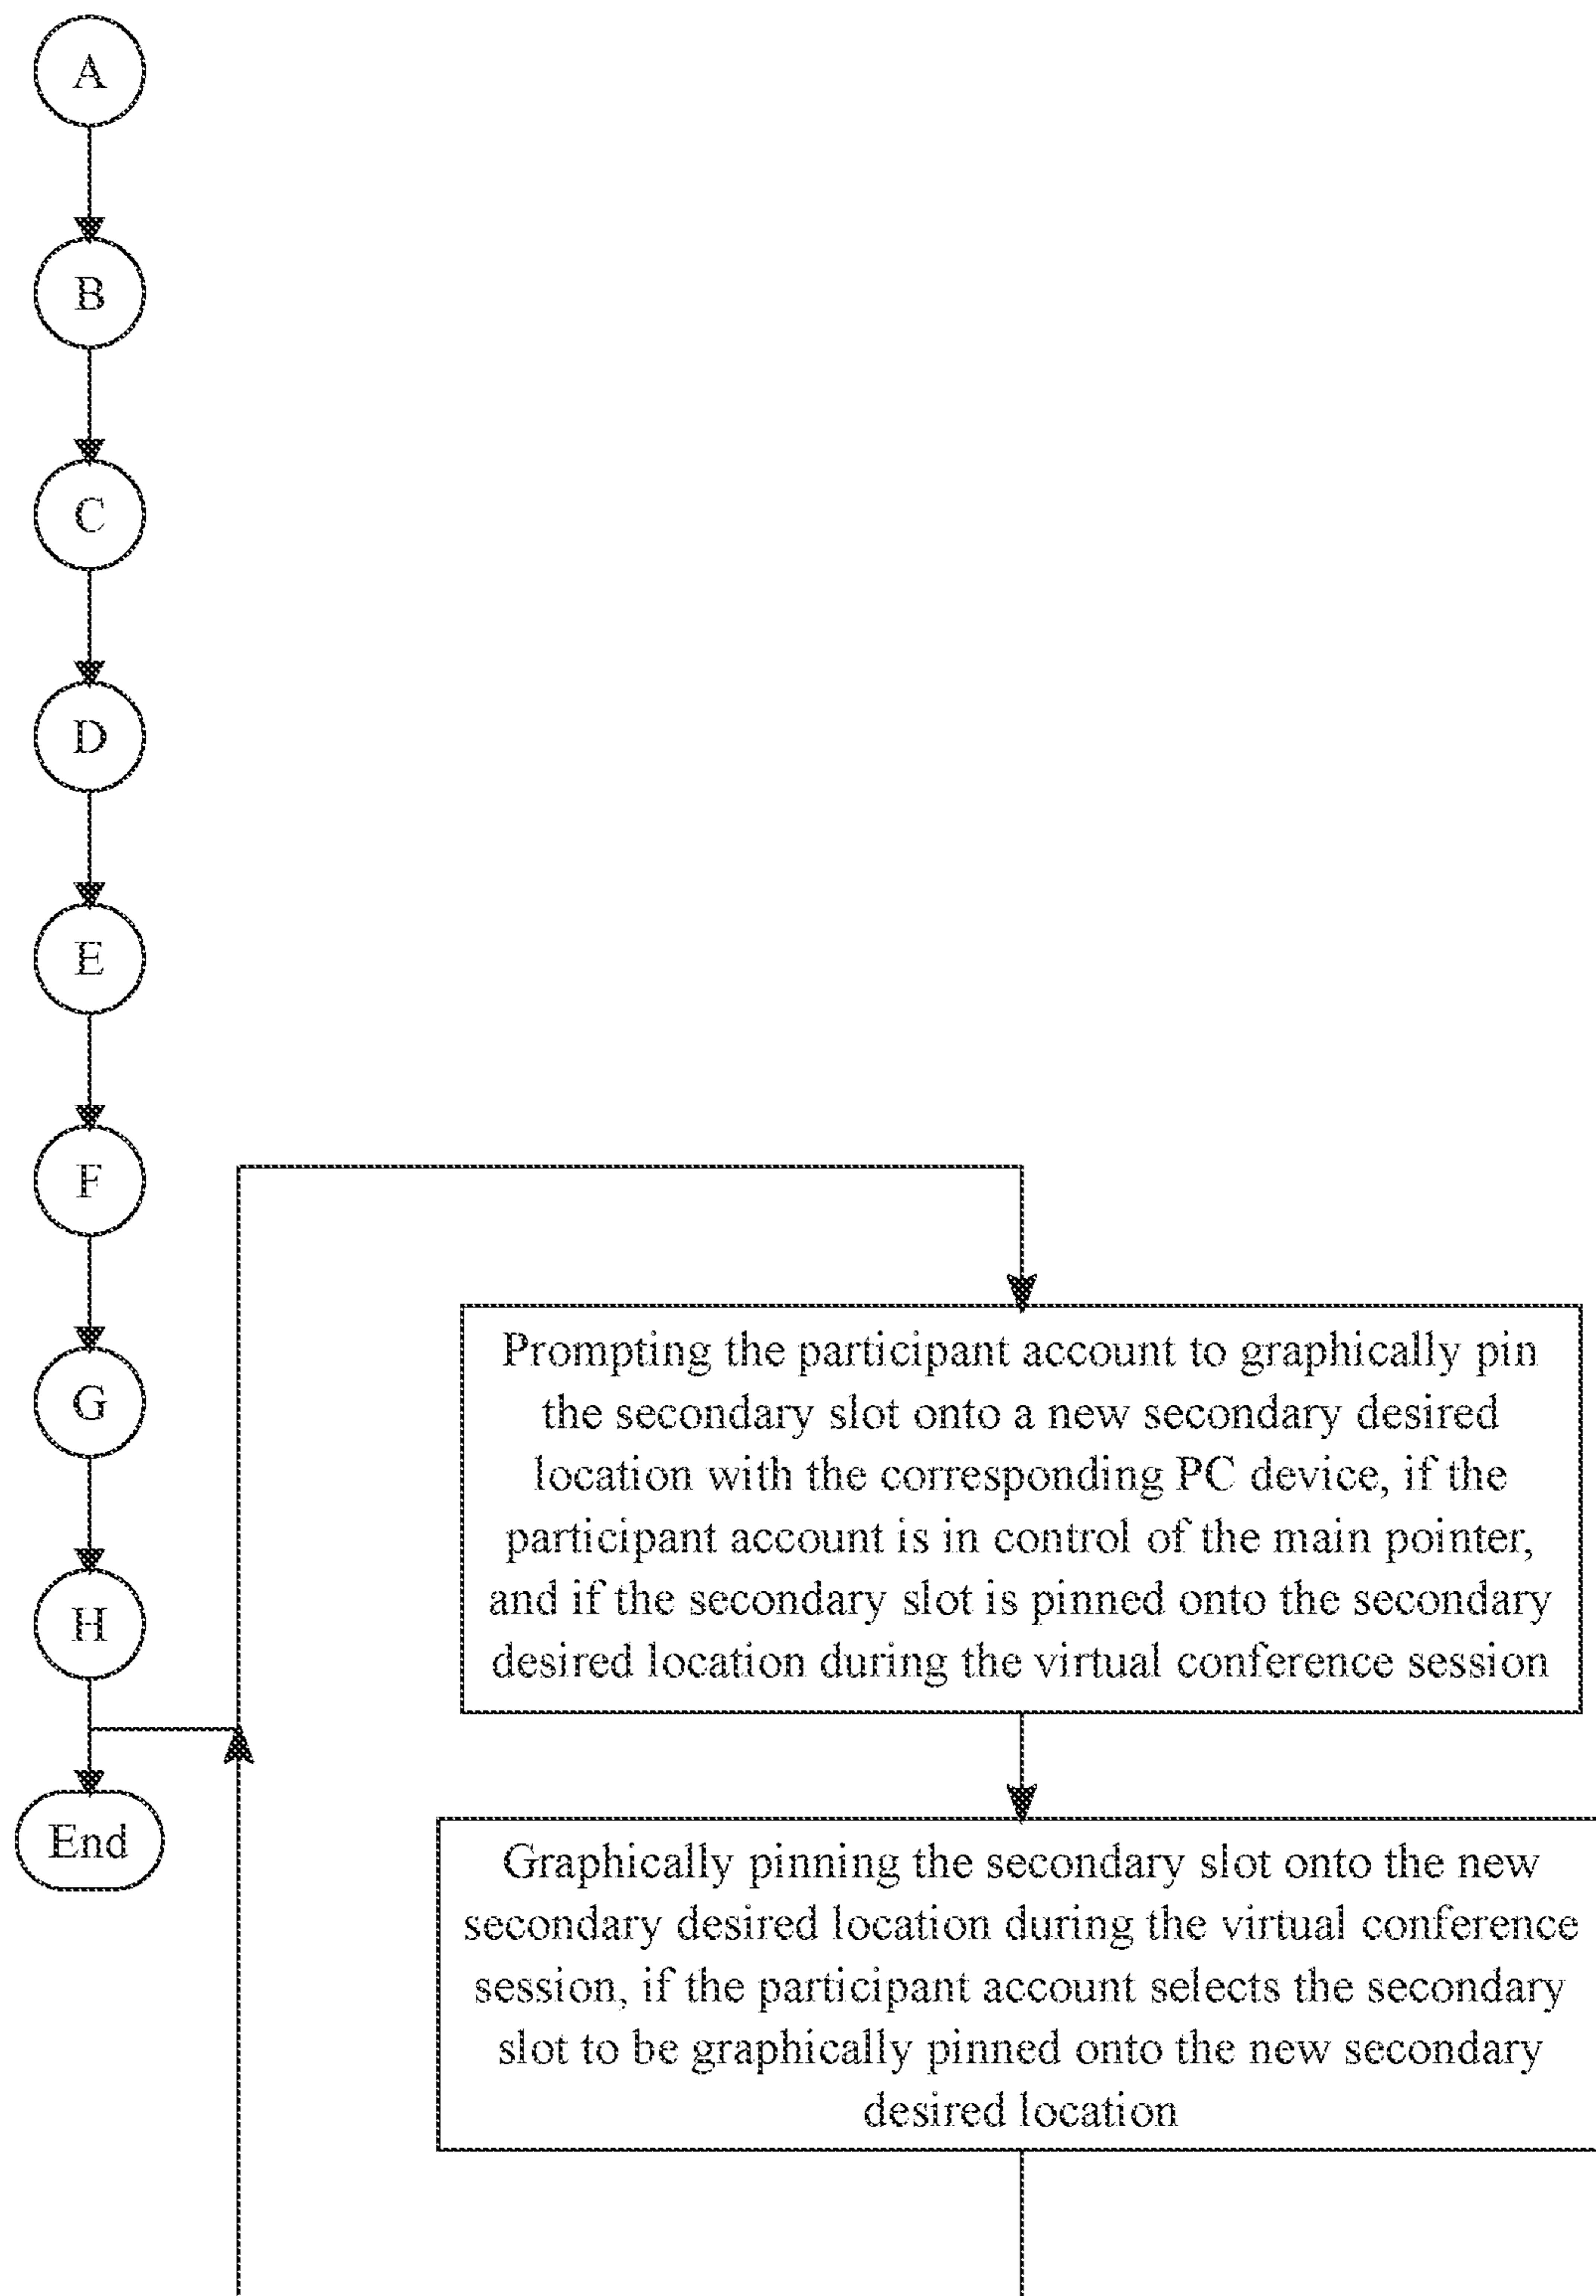 A
B
C
D
E
F
G
H
End
Prompting the participant account to graphically pin
the secondary slot onto a new secondary desired
location with the corresponding PC device, if the
participant account is in control of the main pointer,
and if the secondary slot is pinned onto the secondary
desired location during the virtual conference session
Graphically pinning the secondary slot onto the new
secondary desired location during the virtual conference
session, if the participant account selects the secondary
slot to be graphically pinned onto the new secondary
desired location